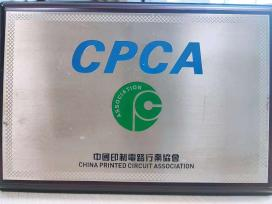 CPCA
ASSOCIATION
中國印制電路行業協會
CHINA PRINTED CIRCUIT ASSOCIATION